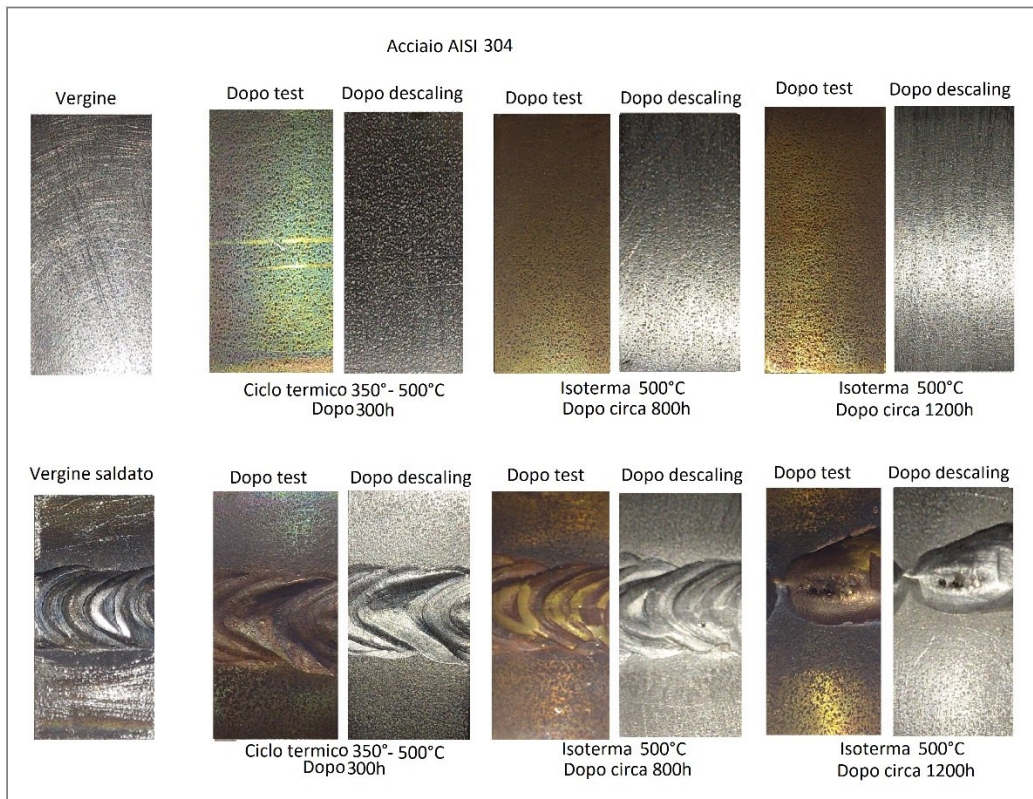 Acciaio AISI 304
Vergine
Dopo test
Dopo descaling
Dopo test
Dopo descaling
Dopo test
Dopo descaling
Ciclo termico 350°- 500°C
Dopo 300h
Isoterma 500°C
Dopo circa 800h
Isoterma 500°C
Dopo circa 1200h
Vergine saldato
Dopo test
Dopo descaling
Dopo test
Dopo descaling
Dopo test
Dopo descaling
Ciclo termico 350°- 500°C
Dopo 300h
Isoterma 500°C
Dopo circa 800h
Isoterma 500°C
Dopo circa 1200h